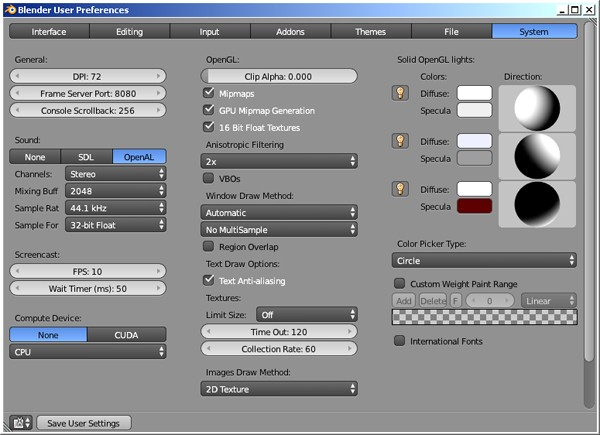 Blender User Preferences
Interface Editing Input Addons Themes File System
General:
DPI: 72
Frame Server Port: 8080
Console Scrollback: 256
Sound:
None SDL OpenAL
Channels: Stereo
Mixing Buff 2048
Sample Rat 44.1 kHz
Sample For 32-bit Float
Screencast:
FPS: 10
Wait Timer (ms): 50
Compute Device:
None CUDA
CPU
OpenGL:
Clip Alpha: 0.000
Mipmaps
GPU Mipmap Generation
16 Bit Float Textures
Anisotropic Filtering
2x
VBOs
Window Draw Method:
Automatic
No MultiSample
Region Overlap
Text Draw Options:
Text Anti-aliasing
Textures:
Limit Size: Off
Time Out: 120
Collection Rate: 60
Images Draw Method:
2D Texture
Solid OpenGL lights:
Colors: Direction:
Diffuse:
Specula
Diffuse:
Specula
Diffuse:
Specula
Color Picker Type:
Circle
Custom Weight Paint Range
Add Delete F 0 Linear
International Fonts
Save User Settings